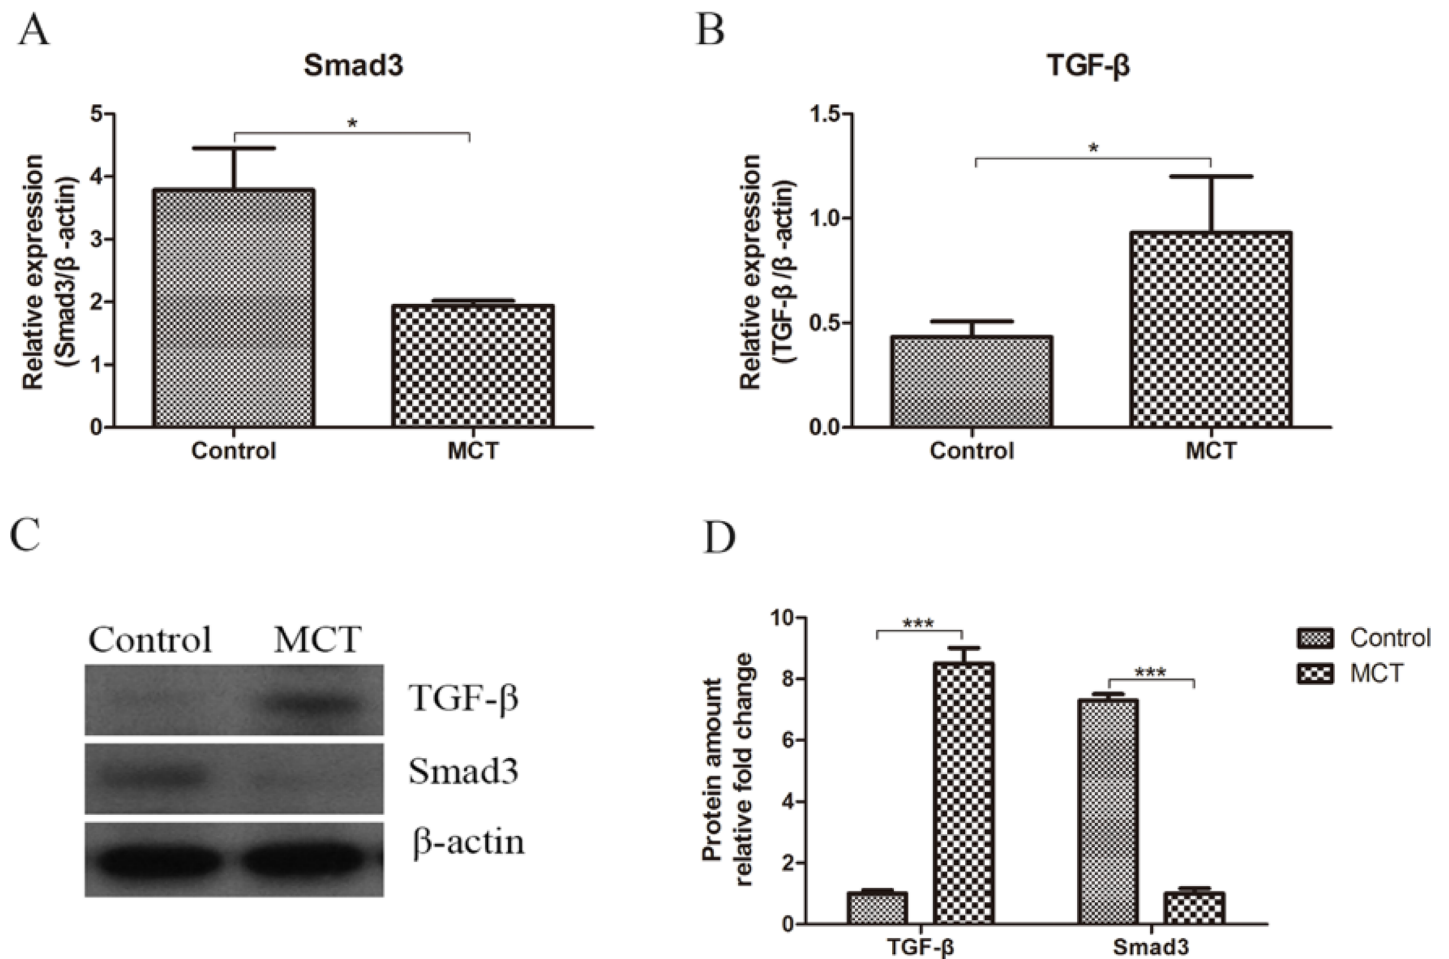 A
Smad3
Relative expression
(Smad3/β -actin)
5
4
3
2
1
0
*
Control
MCT
B
TGF-β
Relative expression
(TGF-β /β -actin)
1.5
1.0
0.5
0.0
*
Control
MCT
C
Control MCT
TGF-β
Smad3
β-actin
D
Protein amount
relative fold change
10
8
6
4
2
0
***
***
TGF-β
Smad3
Control
MCT